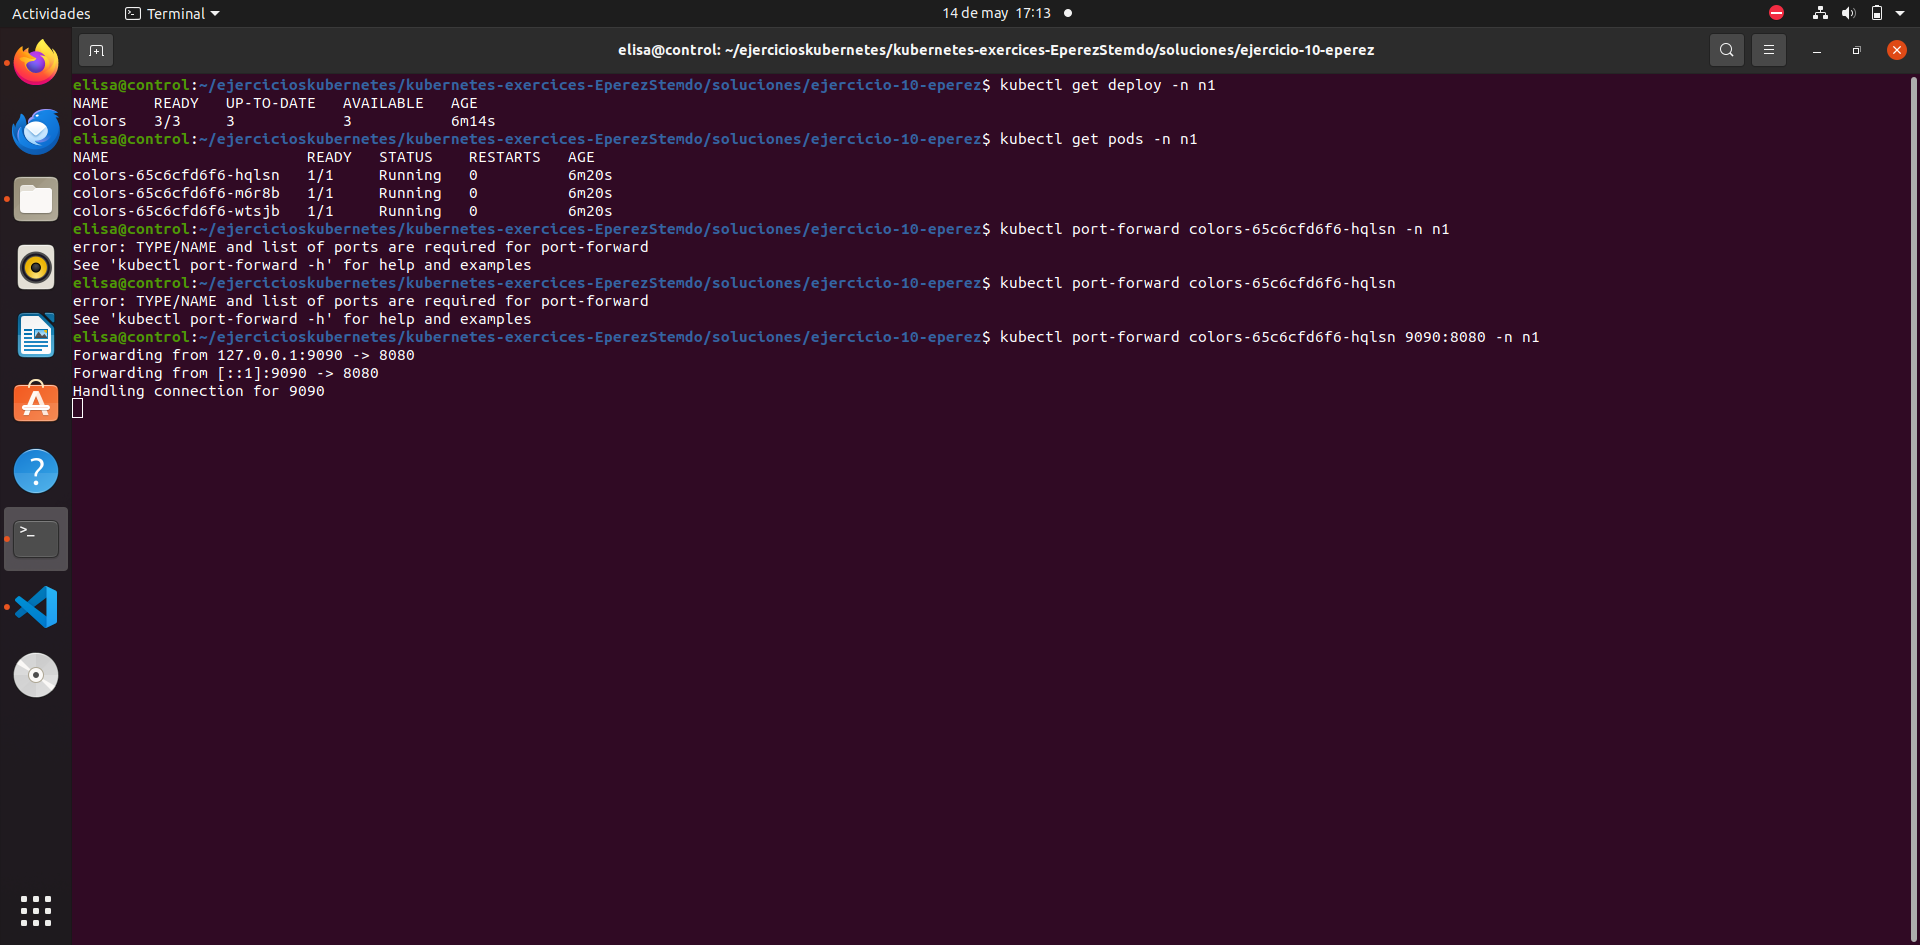 Actividades Terminal 14 de may 17:13
elisa@control: ~/ejercicioskubernetes/kubernetes-exercices-EperezStemdo/soluciones/ejercicio-10-eperez
elisa@control:~/ejercicioskubernetes/kubernetes-exercices-EperezStemdo/soluciones/ejercicio-10-eperez$ kubectl get deploy -n n1
NAME READY UP-TO-DATE AVAILABLE AGE
colors 3/3 3 3 6m14s
elisa@control:~/ejercicioskubernetes/kubernetes-exercices-EperezStemdo/soluciones/ejercicio-10-eperez$ kubectl get pods -n n1
NAME READY STATUS RESTARTS AGE
colors-65c6cfd6f6-hqlsn 1/1 Running 0 6m20s
colors-65c6cfd6f6-m6r8b 1/1 Running 0 6m20s
colors-65c6cfd6f6-wtsjb 1/1 Running 0 6m20s
elisa@control:~/ejercicioskubernetes/kubernetes-exercices-EperezStemdo/soluciones/ejercicio-10-eperez$ kubectl port-forward colors-65c6cfd6f6-hqlsn -n n1
error: TYPE/NAME and list of ports are required for port-forward
See 'kubectl port-forward -h' for help and examples
elisa@control:~/ejercicioskubernetes/kubernetes-exercices-EperezStemdo/soluciones/ejercicio-10-eperez$ kubectl port-forward colors-65c6cfd6f6-hqlsn
error: TYPE/NAME and list of ports are required for port-forward
See 'kubectl port-forward -h' for help and examples
elisa@control:~/ejercicioskubernetes/kubernetes-exercices-EperezStemdo/soluciones/ejercicio-10-eperez$ kubectl port-forward colors-65c6cfd6f6-hqlsn 9090:8080 -n n1
Forwarding from 127.0.0.1:9090 -> 8080
Forwarding from [::1]:9090 -> 8080
Handling connection for 9090